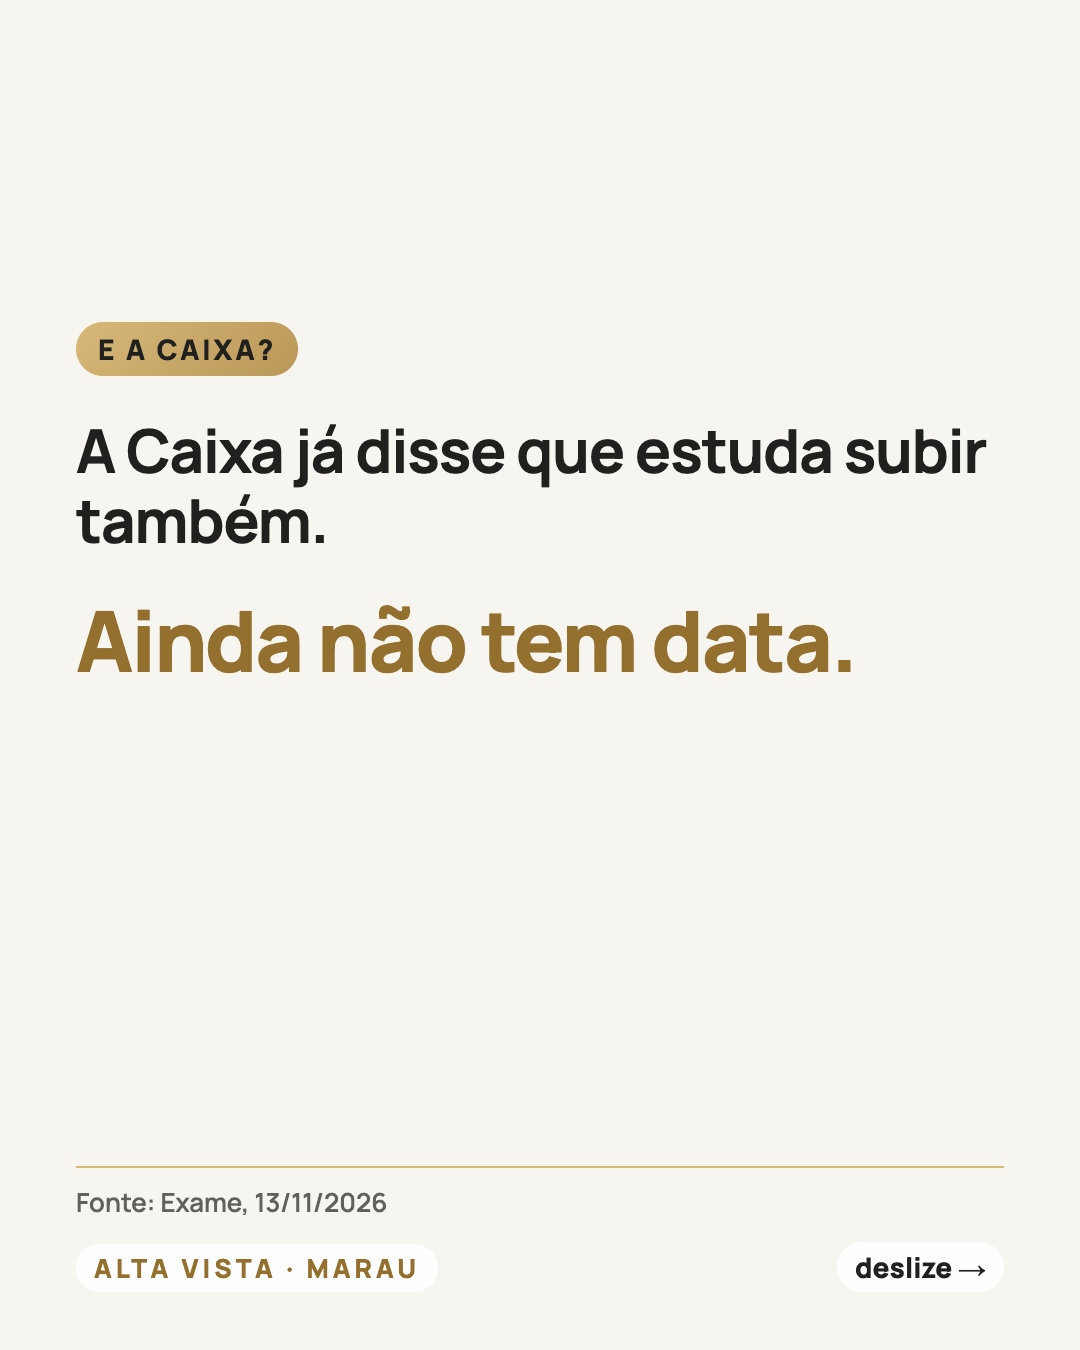 E A CAIXA?
A Caixa já disse que estuda subir
também.
Ainda não tem data.
Fonte: Exame, 13/11/2026
ALTA VISTA · MARAU
deslize →